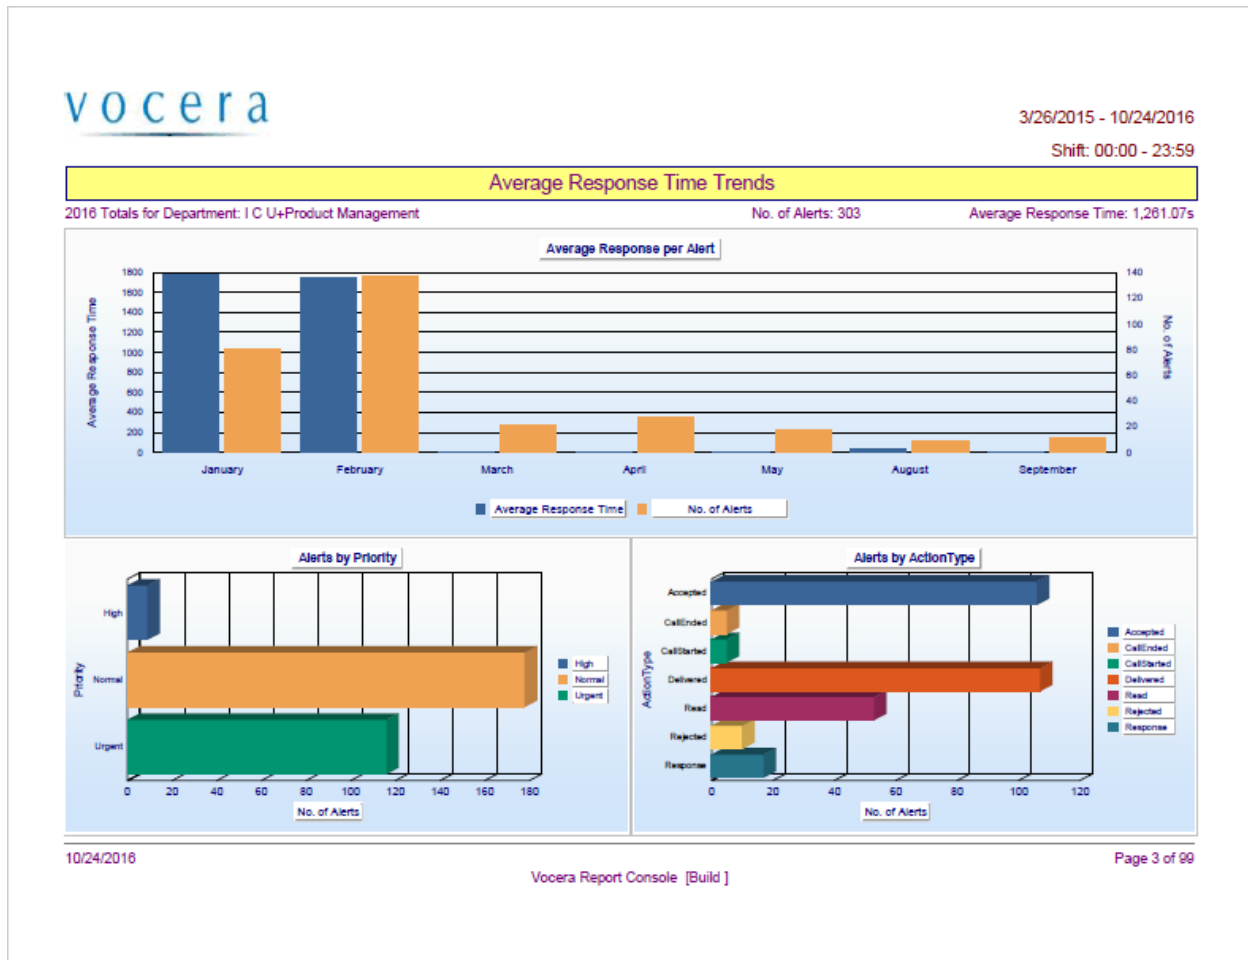 vocera
3/26/2015 - 10/24/2016
Shift: 00:00 - 23:59
Average Response Time Trends
2016 Totals for Department: I C U+Product Management No. of Alerts: 303 Average Response Time: 1,261.07s
Average Response per Alert
Average Response Time
1800
1600
1400
1200
1000
800
600
400
200
0
140
120
100
80
60
40
20
0
No. of Alerts
January February March April May August September
Average Response Time No. of Alerts
Alerts by Priority
Priority
High
Normal
Urgent
0 20 40 60 80 100 120 140 160 180
No. of Alerts
High
Normal
Urgent
Alerts by ActionType
ActionType
Accepted
CallEnded
CallStarted
Delivered
Read
Rejected
Response
0 20 40 60 80 100 120
No. of Alerts
Accepted
CallEnded
CallStarted
Delivered
Read
Rejected
Response
10/24/2016 Page 3 of 99
Vocera Report Console [Build ]